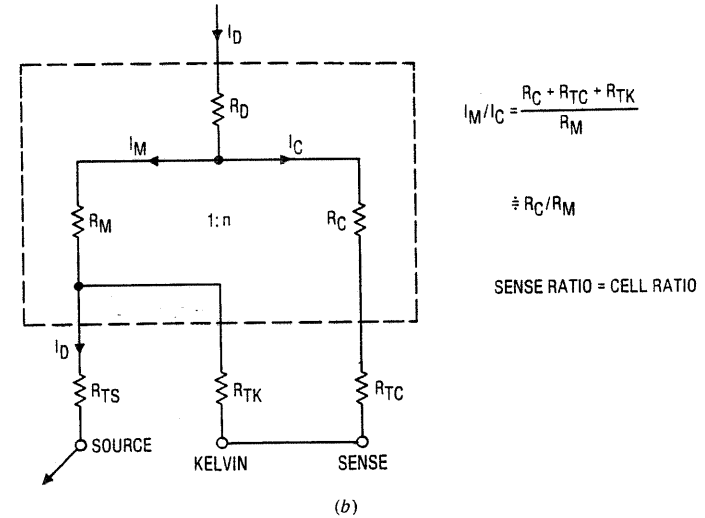 I_D
R_D
I_M
I_C
R_M
1:n
R_C
I_D
R_TS
R_TK
R_TC
SOURCE
KELVIN
SENSE
(b)
I_M/I_C = (R_C + R_TC + R_TK) / R_M
≑ R_C/R_M
SENSE RATIO = CELL RATIO